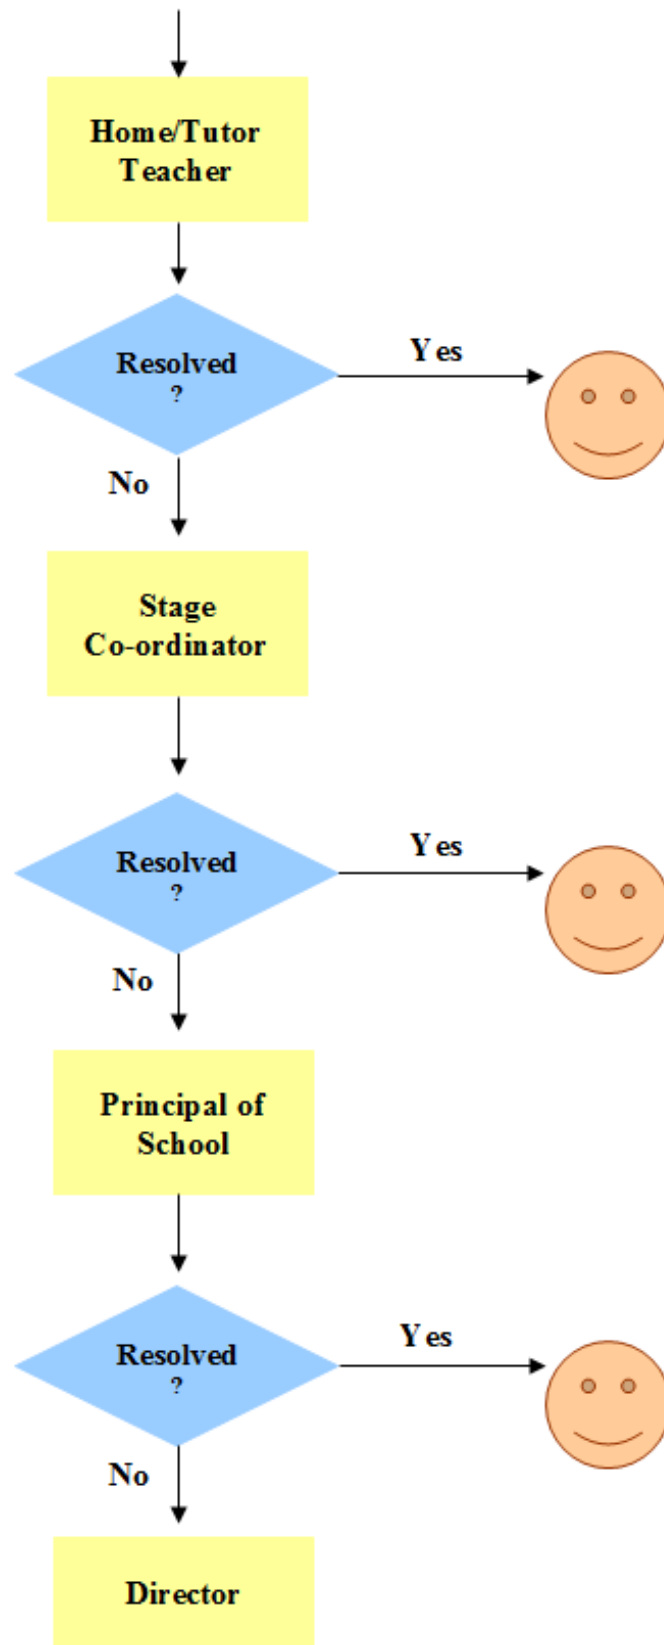 Home/Tutor
Teacher
Resolved
?
Yes
No
Stage
Co-ordinator
Resolved
?
Yes
No
Principal of
School
Resolved
?
Yes
No
Director